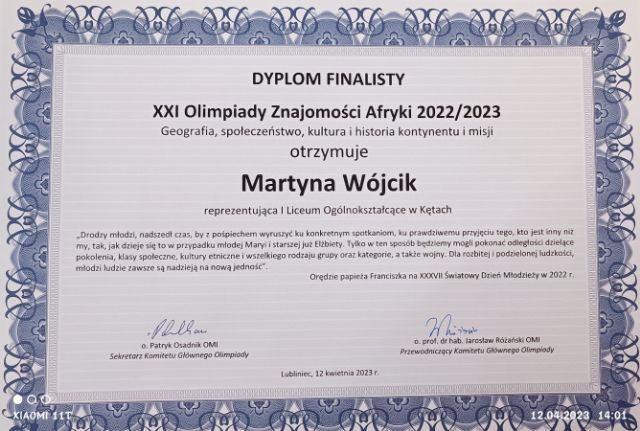 DYPLOM FINALISTY
XXI Olimpiady Znajomości Afryki 2022/2023
Geografia, społeczeństwo, kultura i historia kontynentu i misji
otrzymuje
Martyna Wójcik
reprezentująca I Liceum Ogólnokształcące w Kętach
„Drodzy młodzi, nadszedł czas, by z pośpiechem wyruszyć ku konkretnym spotkaniom, ku prawdziwemu przyjęciu tego, kto jest inny niż
my, tak, jak dzieje się to w przypadku młodej Maryi i starszej już Elżbiety. Tylko w ten sposób będziemy mogli pokonać odległości dzielące
pokolenia, klasy społeczne, kultury etniczne i wszelkiego rodzaju grupy oraz kategorie, a także wojny. Dla rozbitej i podzielonej ludzkości,
młodzi ludzie zawsze są nadzieją na nową jedność”.
Orędzie papieża Franciszka na XXXVII Światowy Dzień Młodzieży w 2022 r.
o. Patryk Osadnik OMI
Sekretarz Komitetu Głównego Olimpiady
o. prof. dr hab. Jarosław Różański OMI
Przewodniczący Komitetu Głównego Olimpiady
Lubliniec, 12 kwietnia 2023 r.
XIAOMI 11T
12.04.2023 14:01